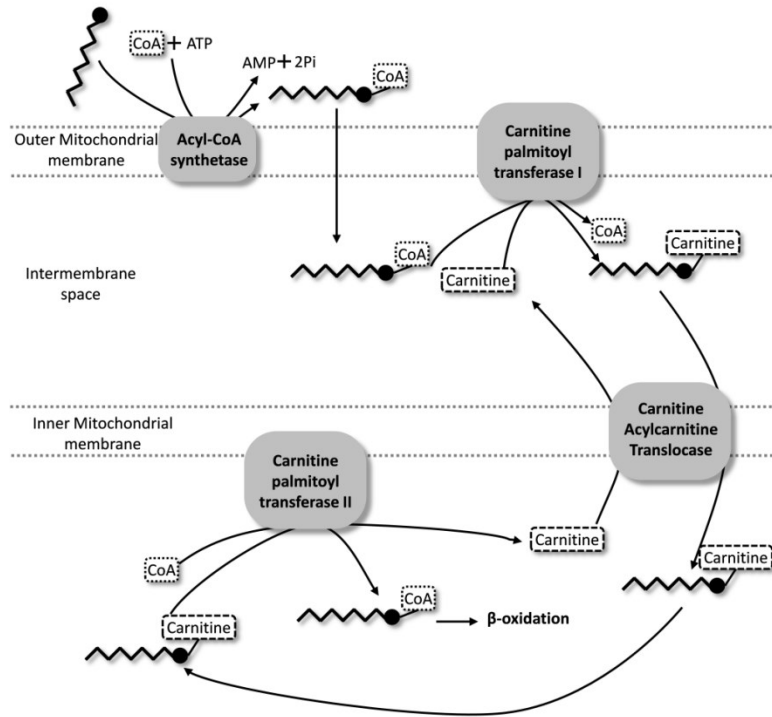 CoA + ATP
AMP + 2Pi
CoA
Outer Mitochondrial
membrane
Acyl-CoA
synthetase
Carnitine
palmitoyl
transferase I
CoA
Carnitine
CoA
Carnitine
Intermembrane
space
Inner Mitochondrial
membrane
Carnitine
Acylcarnitine
Translocase
Carnitine
palmitoyl
transferase II
Carnitine
Carnitine
CoA
CoA
β-oxidation
Carnitine